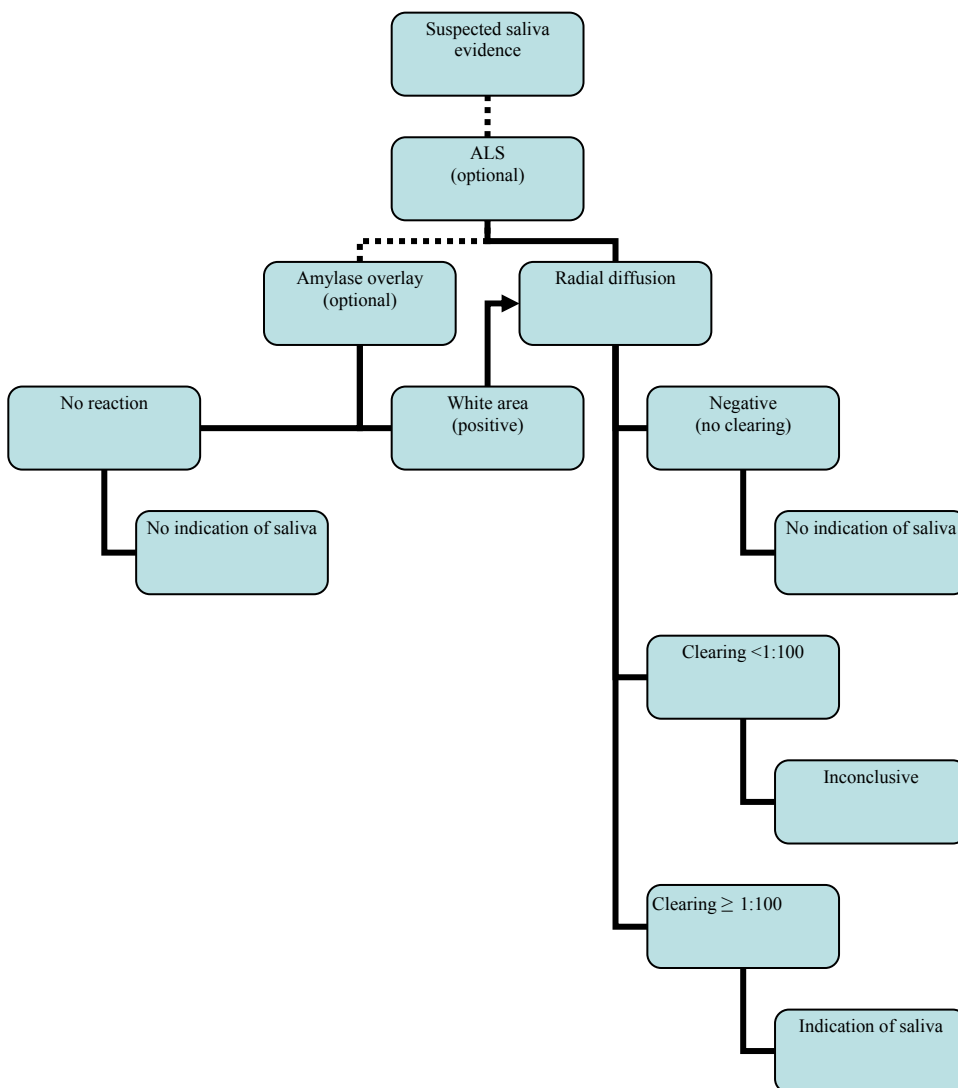 Suspected saliva
evidence
ALS
(optional)
Amylase overlay
(optional)
Radial diffusion
No reaction
White area
(positive)
Negative
(no clearing)
No indication of saliva
No indication of saliva
Clearing <1:100
Inconclusive
Clearing ≥ 1:100
Indication of saliva